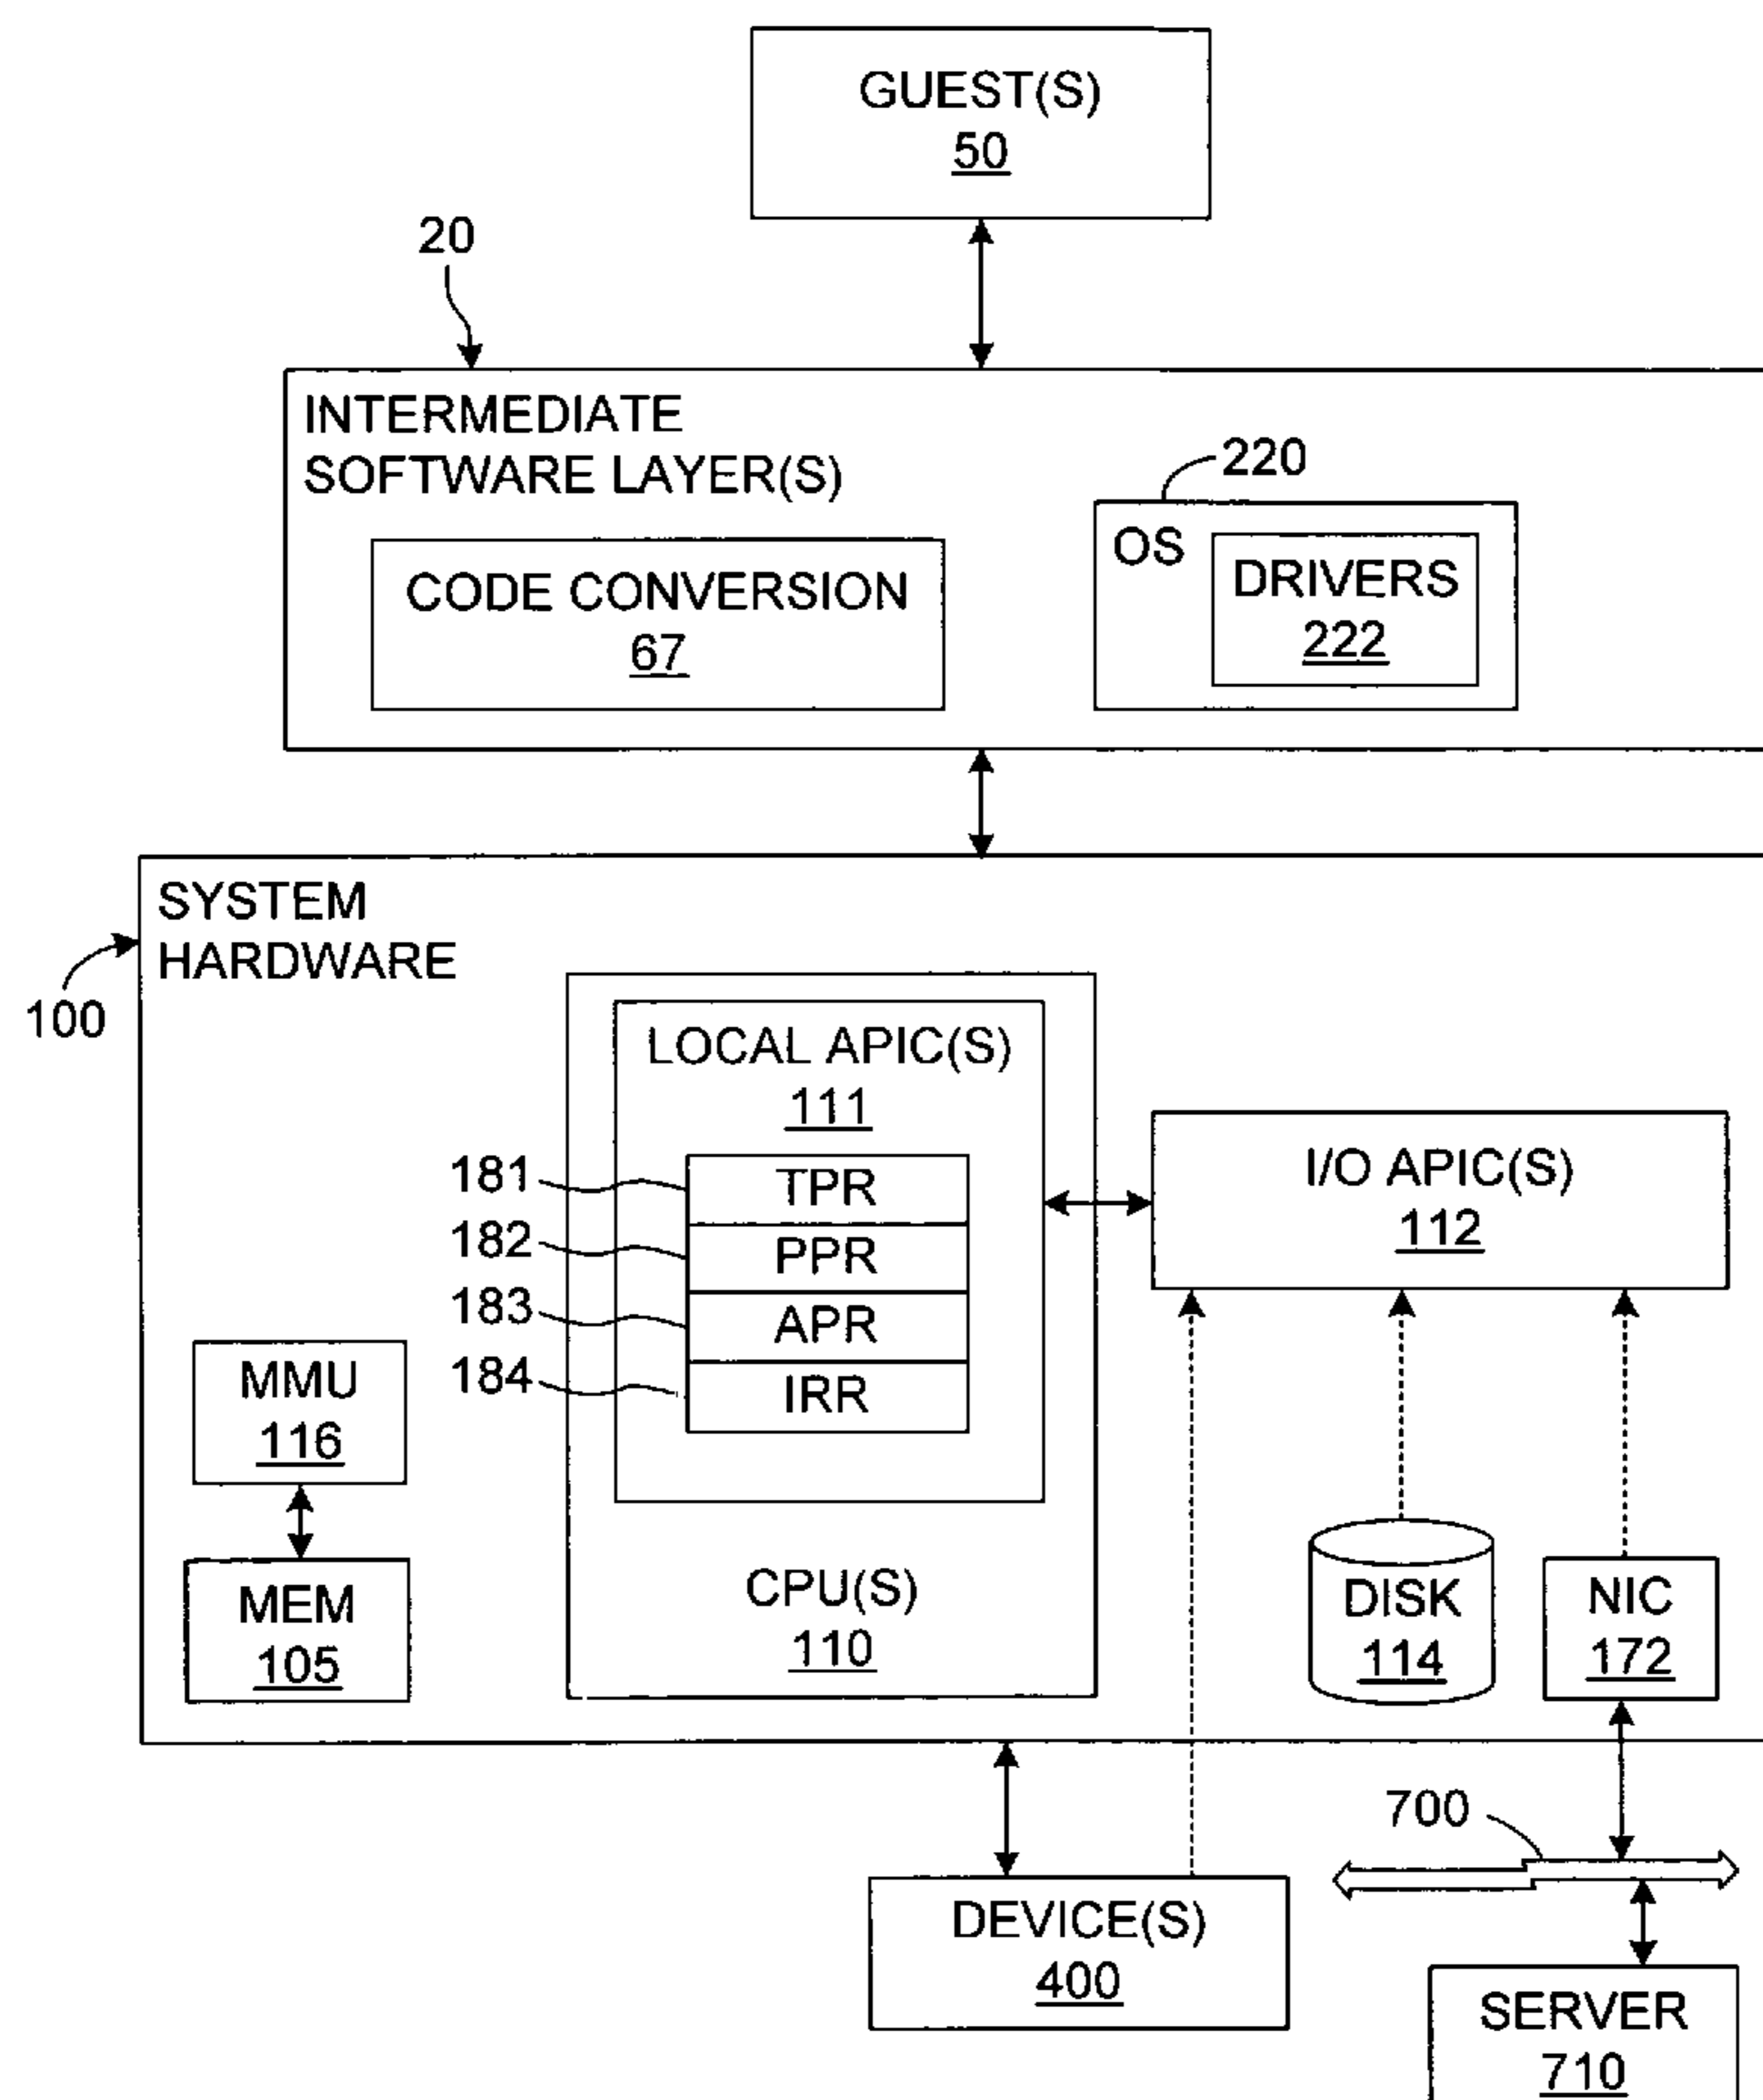 GUEST(S)
50
20
INTERMEDIATE
SOFTWARE LAYER(S)
220
OS
CODE CONVERSION
67
DRIVERS
222
SYSTEM
HARDWARE
100
LOCAL APIC(S)
111
181
TPR
182
PPR
183
APR
184
IRR
I/O APIC(S)
112
MMU
116
MEM
105
CPU(S)
110
DISK
114
NIC
172
700
DEVICE(S)
400
SERVER
710